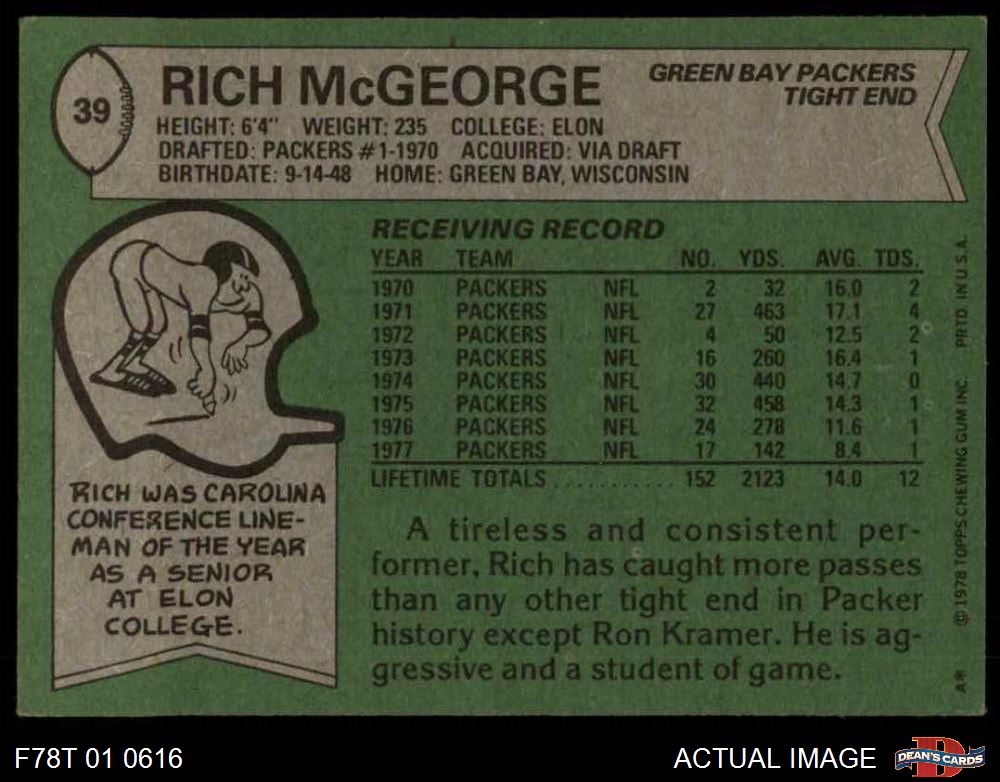 39
RICH McGEORGE
GREEN BAY PACKERS
TIGHT END
HEIGHT: 6'4" WEIGHT: 235 COLLEGE: ELON
DRAFTED: PACKERS #1-1970 ACQUIRED: VIA DRAFT
BIRTHDATE: 9-14-48 HOME: GREEN BAY, WISCONSIN
RECEIVING RECORD
YEAR TEAM NO. YDS. AVG. TDS.
1970 PACKERS NFL 2 32 16.0 2
1971 PACKERS NFL 27 463 17.1 4
1972 PACKERS NFL 4 50 12.5 2
1973 PACKERS NFL 16 260 16.4 1
1974 PACKERS NFL 30 440 14.7 0
1975 PACKERS NFL 32 458 14.3 1
1976 PACKERS NFL 24 278 11.6 1
1977 PACKERS NFL 17 142 8.4 1
LIFETIME TOTALS ........... 152 2123 14.0 12
RICH WAS CAROLINA
CONFERENCE LINE-
MAN OF THE YEAR
AS A SENIOR
AT ELON
COLLEGE.
A tireless and consistent per-
former, Rich has caught more passes
than any other tight end in Packer
history except Ron Kramer. He is ag-
gressive and a student of game.
A* © 1978 TOPPS CHEWING GUM INC. PRTD IN U.S.A.
F78T 01 0616
ACTUAL IMAGE
D
DEAN'S CARDS